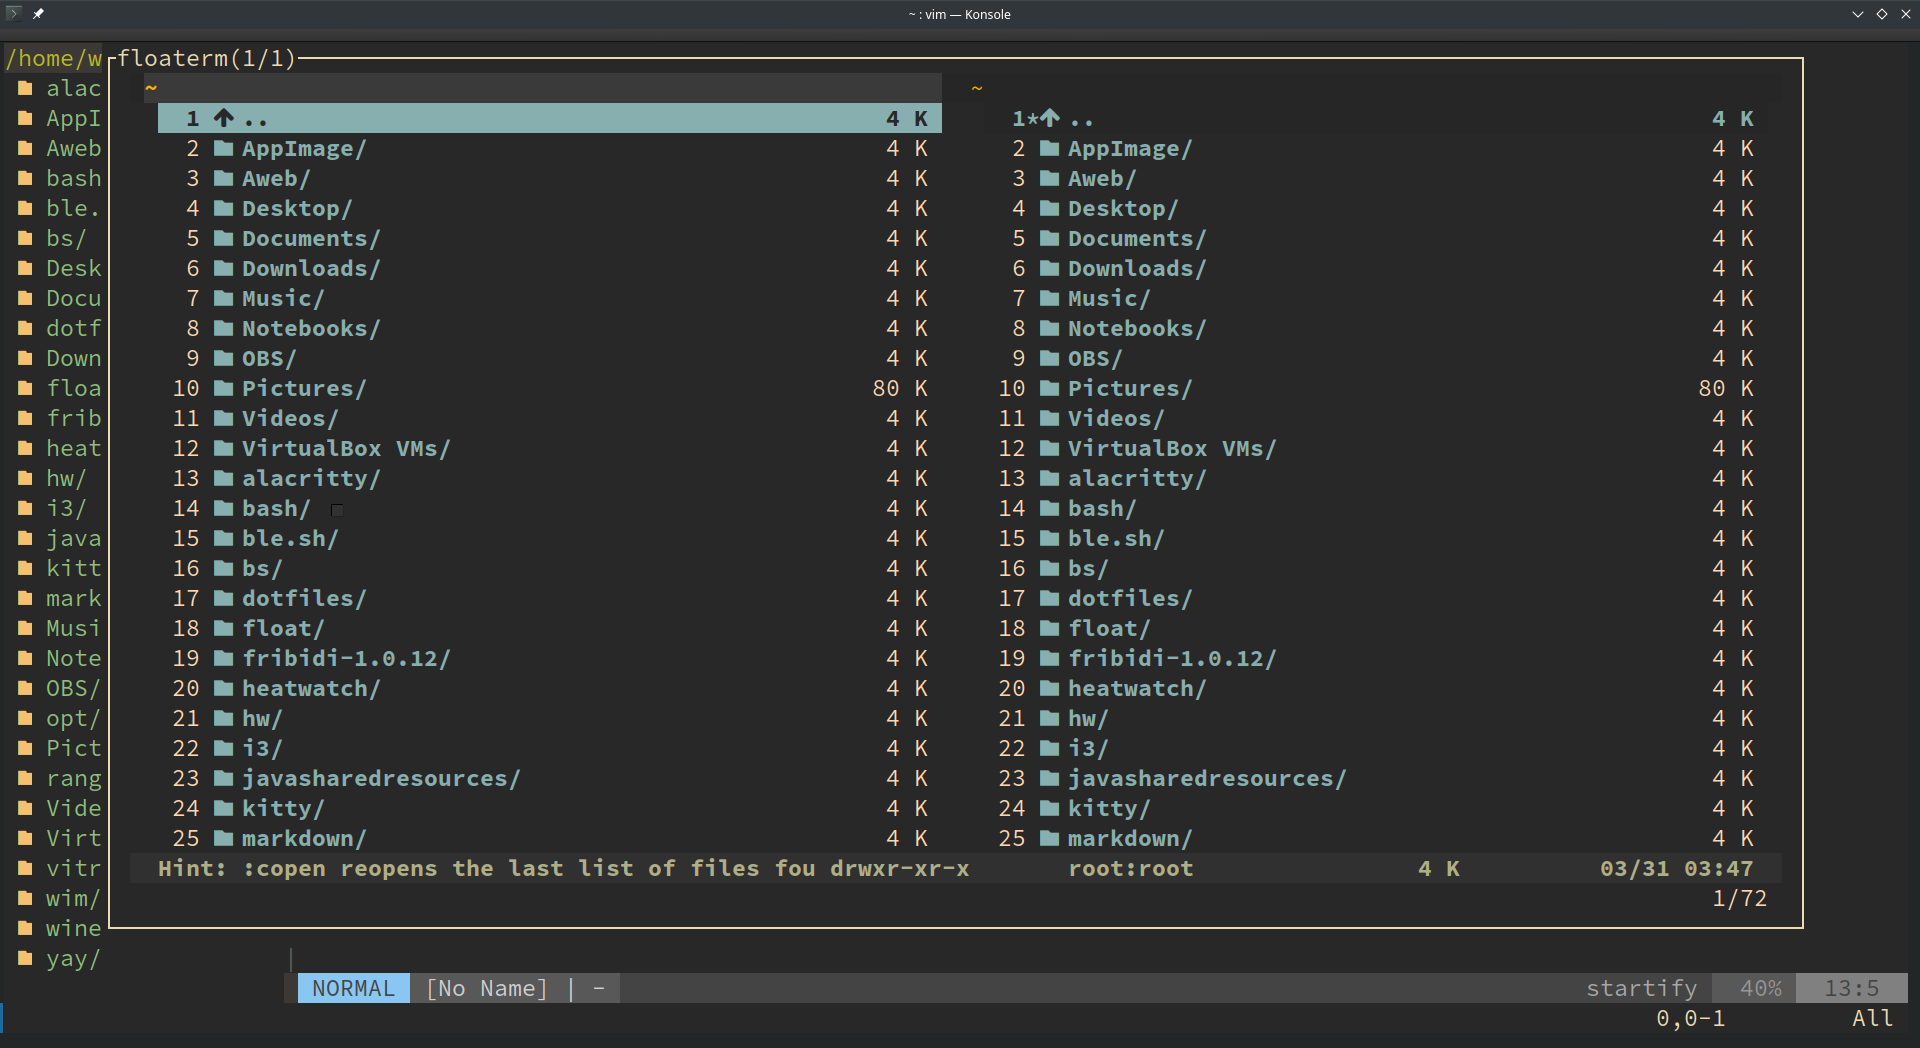 ~ : vim — Konsole
/home/w floaterm(1/1)
alac ~ ~
AppI 1 .. 4 K 1* .. 4 K
Aweb 2 AppImage/ 4 K 2 AppImage/ 4 K
bash 3 Aweb/ 4 K 3 Aweb/ 4 K
ble. 4 Desktop/ 4 K 4 Desktop/ 4 K
bs/ 5 Documents/ 4 K 5 Documents/ 4 K
Desk 6 Downloads/ 4 K 6 Downloads/ 4 K
Docu 7 Music/ 4 K 7 Music/ 4 K
dotf 8 Notebooks/ 4 K 8 Notebooks/ 4 K
Down 9 OBS/ 4 K 9 OBS/ 4 K
floa 10 Pictures/ 80 K 10 Pictures/ 80 K
frib 11 Videos/ 4 K 11 Videos/ 4 K
heat 12 VirtualBox VMs/ 4 K 12 VirtualBox VMs/ 4 K
hw/ 13 alacritty/ 4 K 13 alacritty/ 4 K
i3/ 14 bash/ 4 K 14 bash/ 4 K
java 15 ble.sh/ 4 K 15 ble.sh/ 4 K
kitt 16 bs/ 4 K 16 bs/ 4 K
mark 17 dotfiles/ 4 K 17 dotfiles/ 4 K
Musi 18 float/ 4 K 18 float/ 4 K
Note 19 fribidi-1.0.12/ 4 K 19 fribidi-1.0.12/ 4 K
OBS/ 20 heatwatch/ 4 K 20 heatwatch/ 4 K
opt/ 21 hw/ 4 K 21 hw/ 4 K
Pict 22 i3/ 4 K 22 i3/ 4 K
rang 23 javasharedresources/ 4 K 23 javasharedresources/ 4 K
Vide 24 kitty/ 4 K 24 kitty/ 4 K
Virt 25 markdown/ 4 K 25 markdown/ 4 K
vitr Hint: :copen reopens the last list of files fou drwxr-xr-x root:root 4 K 03/31 03:47
wim/ 1/72
wine
yay/
NORMAL [No Name] | - startify 40% 13:5
0,0-1 All